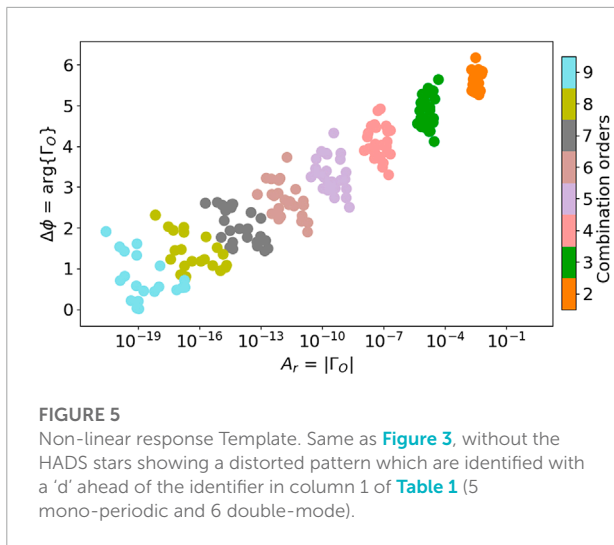 6
5
4
3
2
1
0
Δϕ = arg{Γ_O}
10⁻¹⁹ 10⁻¹⁶ 10⁻¹³ 10⁻¹⁰ 10⁻⁷ 10⁻⁴ 10⁻¹
A_r = |Γ_O|
9
8
7
6
5
4
3
2
Combination orders
FIGURE 5
Non-linear response Template. Same as Figure 3, without the
HADS stars showing a distorted pattern which are identified with
a ‘d’ ahead of the identifier in column 1 of Table 1 (5
mono-periodic and 6 double-mode).